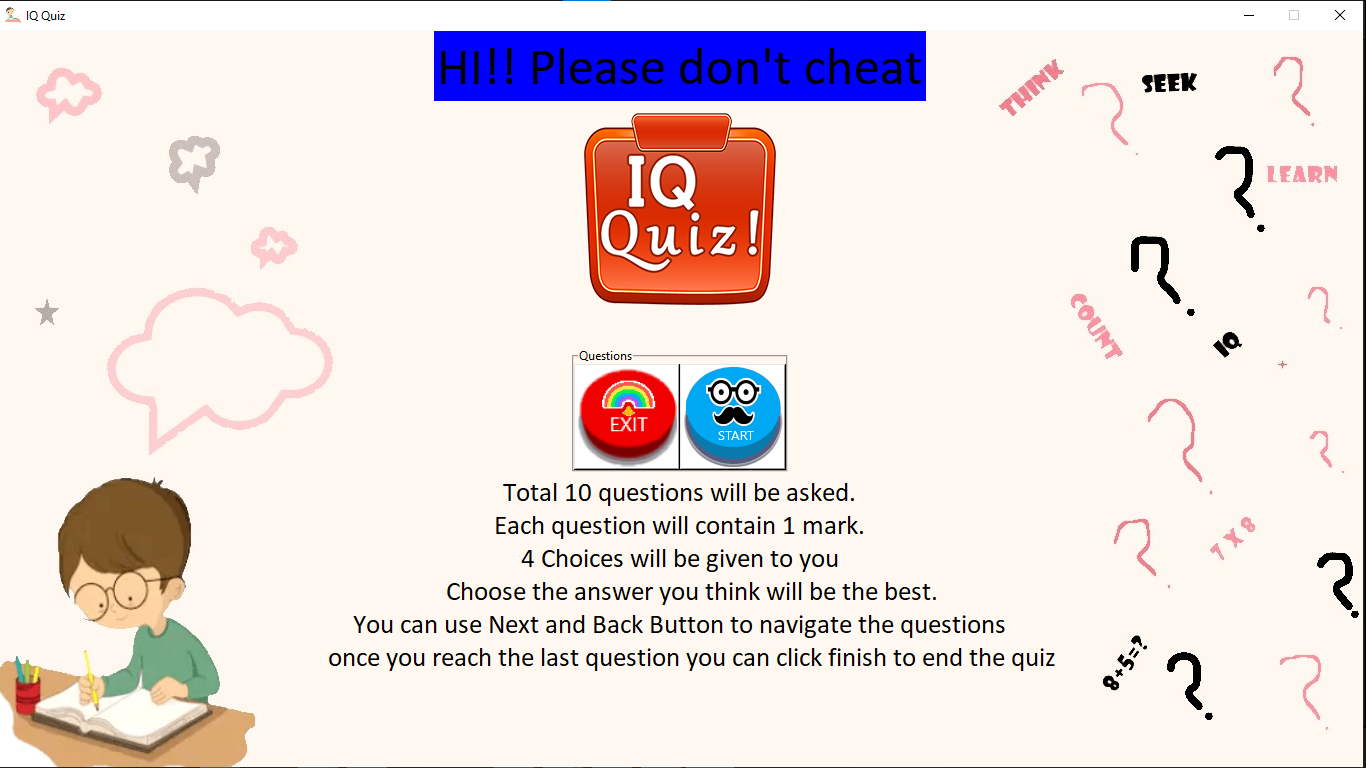 IQ Quiz
HI!! Please don't cheat
THINK
SEEK
LEARN
IQ
Quiz!
COUNT
IQ
Questions
EXIT
START
Total 10 questions will be asked.
Each question will contain 1 mark.
4 Choices will be given to you
Choose the answer you think will be the best.
You can use Next and Back Button to navigate the questions
once you reach the last question you can click finish to end the quiz
7 X 8
8+5=?